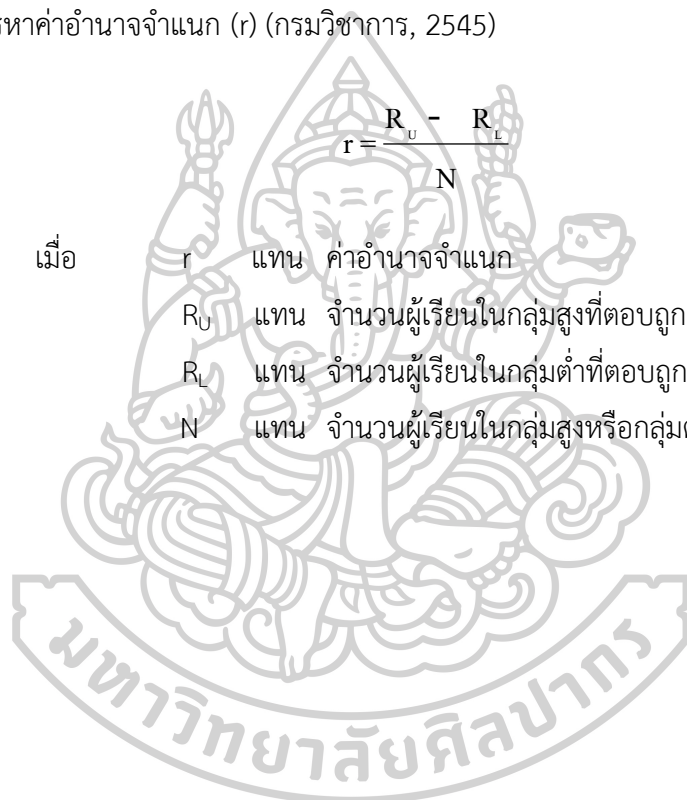 รหาค่าอำนาจจำแนก (r) (กรมวิชาการ, 2545)
r = R_U - R_L / N
เมื่อ r แทน ค่าอำนาจจำแนก
R_U แทน จำนวนผู้เรียนในกลุ่มสูงที่ตอบถูก
R_L แทน จำนวนผู้เรียนในกลุ่มต่ำที่ตอบถูก
N แทน จำนวนผู้เรียนในกลุ่มสูงหรือกลุ่ม
มหาวิทยาลัยศิลปากร